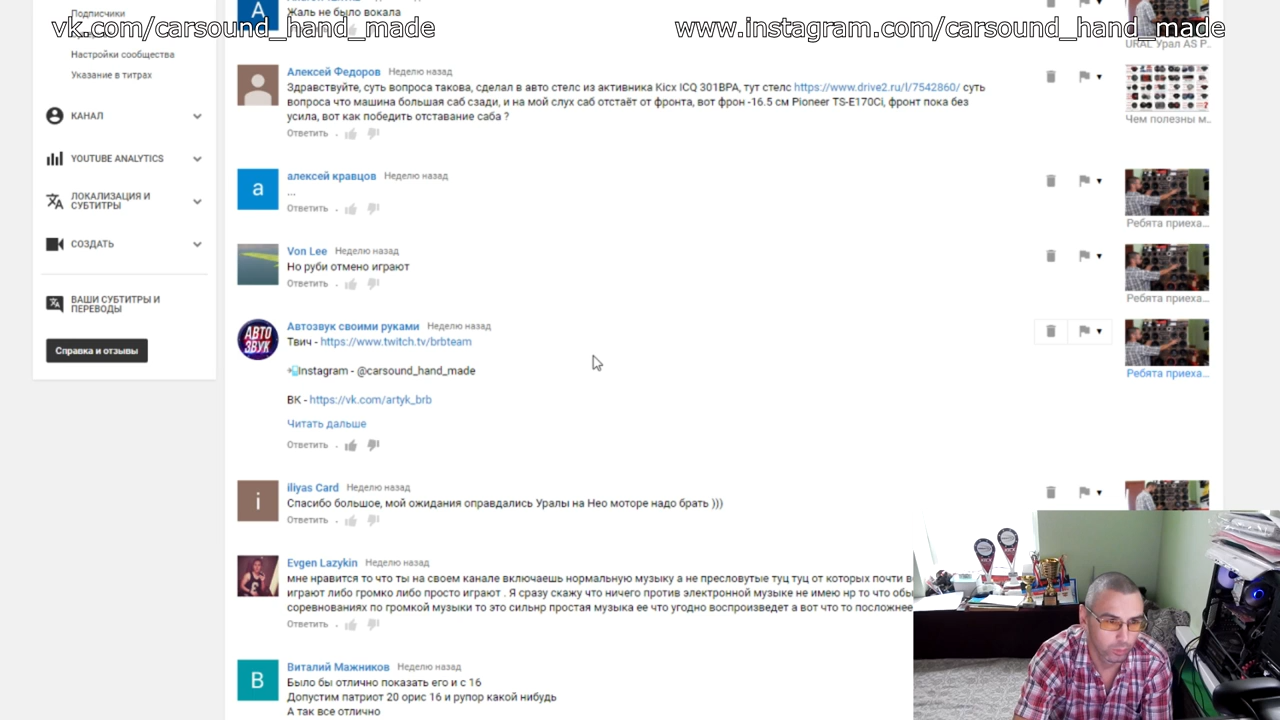 Подписчики
Жаль не было вокала
vk.com/carsound_hand_made
www.instagram.com/carsound_hand_made
Настройки сообщества
URAL Урал AS P..
Указание в титрах
Алексей Федоров Неделю назад
Здравствуйте, суть вопроса такова, сделал в авто стелс из активника Kicx ICQ 301BPA, тут стелс https://www.drive2.ru/l/7542860/ суть
вопроса что машина большая саб сзади, и на мой слух саб отстаёт от фронта, вот фрон -16.5 см Pioneer TS-E170Ci, фронт пока без
усила, вот как победить отставание саба ?
Ответить
Чем полезны м..
КАНАЛ
YOUTUBE ANALYTICS
ЛОКАЛИЗАЦИЯ И
СУБТИТРЫ
СОЗДАТЬ
ВАШИ СУБТИТРЫ И
ПЕРЕВОДЫ
Справка и отзывы
a
алексей кравцов Неделю назад
...
Ответить
Ребята приеха...
Von Lee Неделю назад
Но руби отмено играют
Ответить
Ребята приеха...
АВТО
ЗВУК
Автозвук своими руками Неделю назад
Твич - https://www.twitch.tv/brbteam
Instagram - @carsound_hand_made
ВК - https://vk.com/artyk_brb
Читать дальше
Ответить
Ребята приеха...
i
iliyas Card Неделю назад
Спасибо большое, мой ожидания оправдались Уралы на Нео моторе надо брать )))
Ответить
Evgen Lazykin Неделю назад
мне нравится то что ты на своем канале включаешь нормальную музыку а не пресловутые туц туц от которых почти
играют либо громко либо просто играют . Я сразу скажу что ничего против электронной музыке не имею нр то что
соревнованиях по громкой музыки то это сильнр простая музыка ее что угодно воспроизведет а вот что то посложнее
Ответить
В
Виталий Мажников Неделю назад
Было бы отлично показать его и с 16
Допустим патриот 20 орис 16 и рупор какой нибудь
А так все отлично